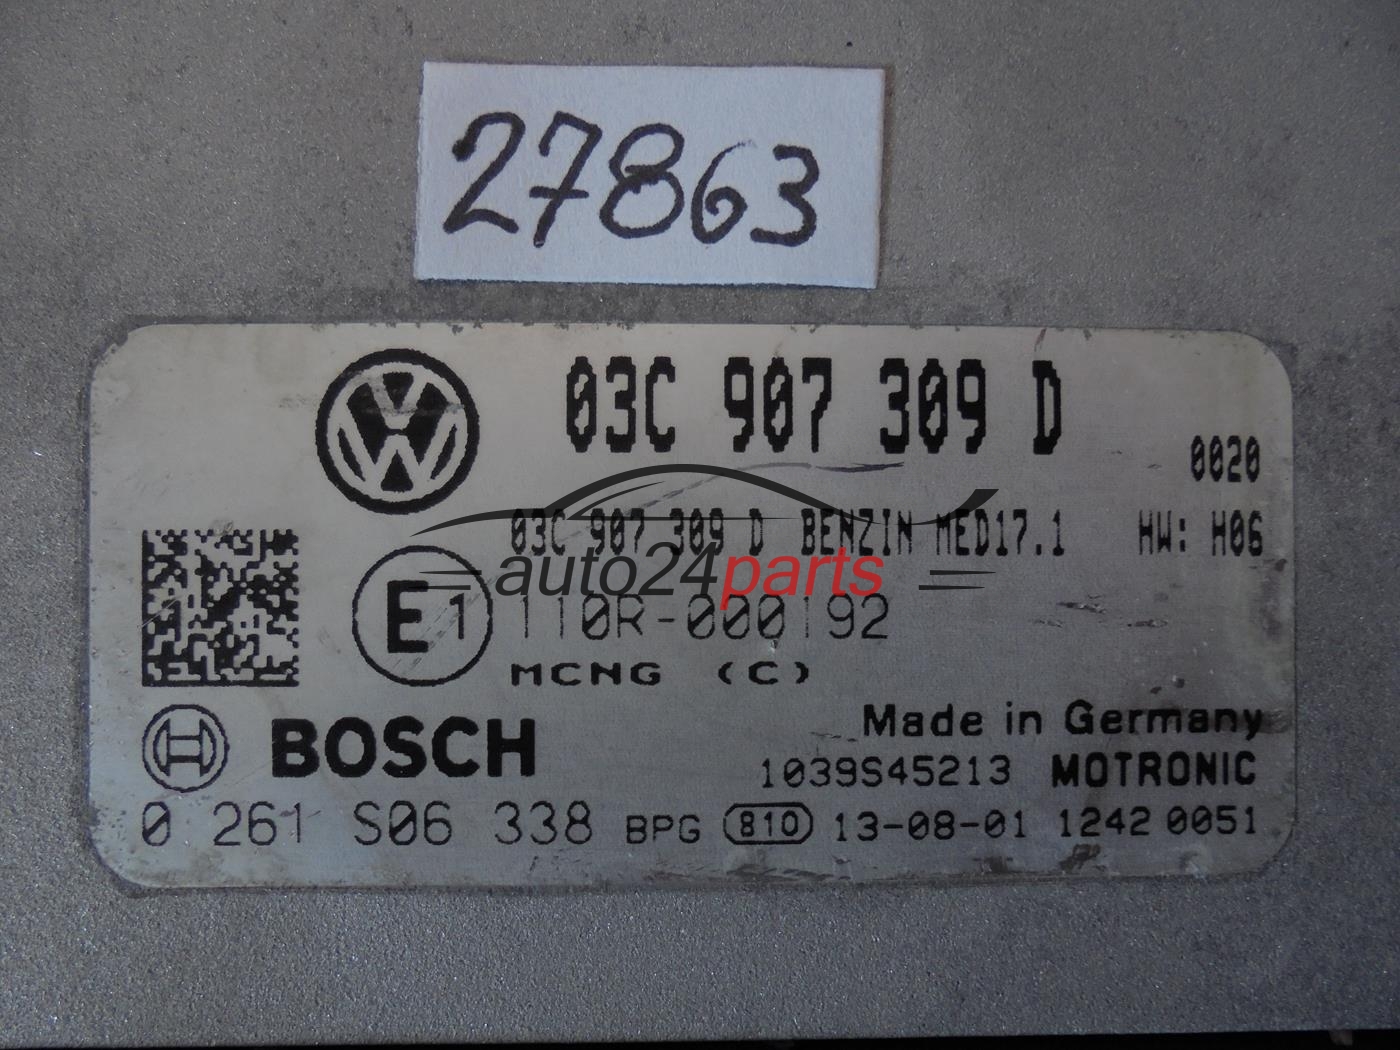 27863
03C 907 309 D
0020
03C 907 309 D BENZIN MED17.1 HW: H06
auto24parts
E1 110R-000192
MCNG (C)
BOSCH
Made in Germany
1039S45213 MOTRONIC
0 261 S06 338 BPG 810 13-08-01 1242 0051